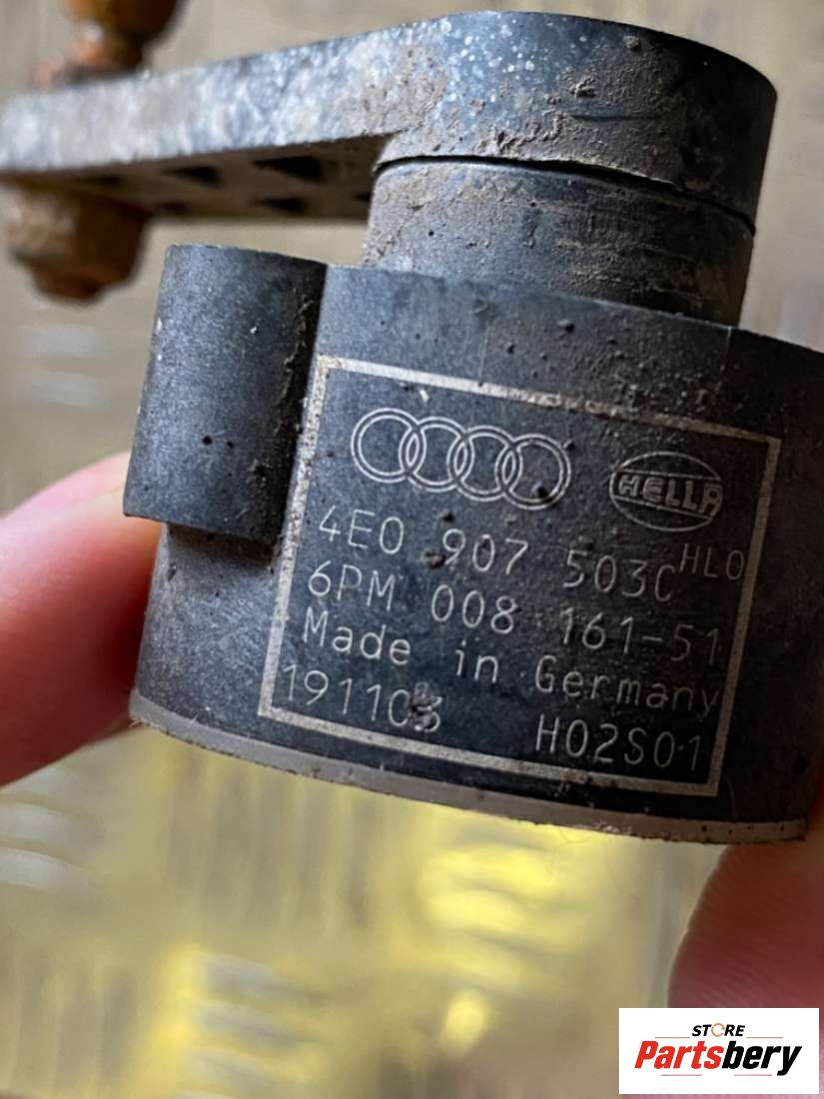 HELLA
4E0 907 503C HLO
6PM 008 161-51
Made in Germany
191103 H02S01
STORE
Partsbery